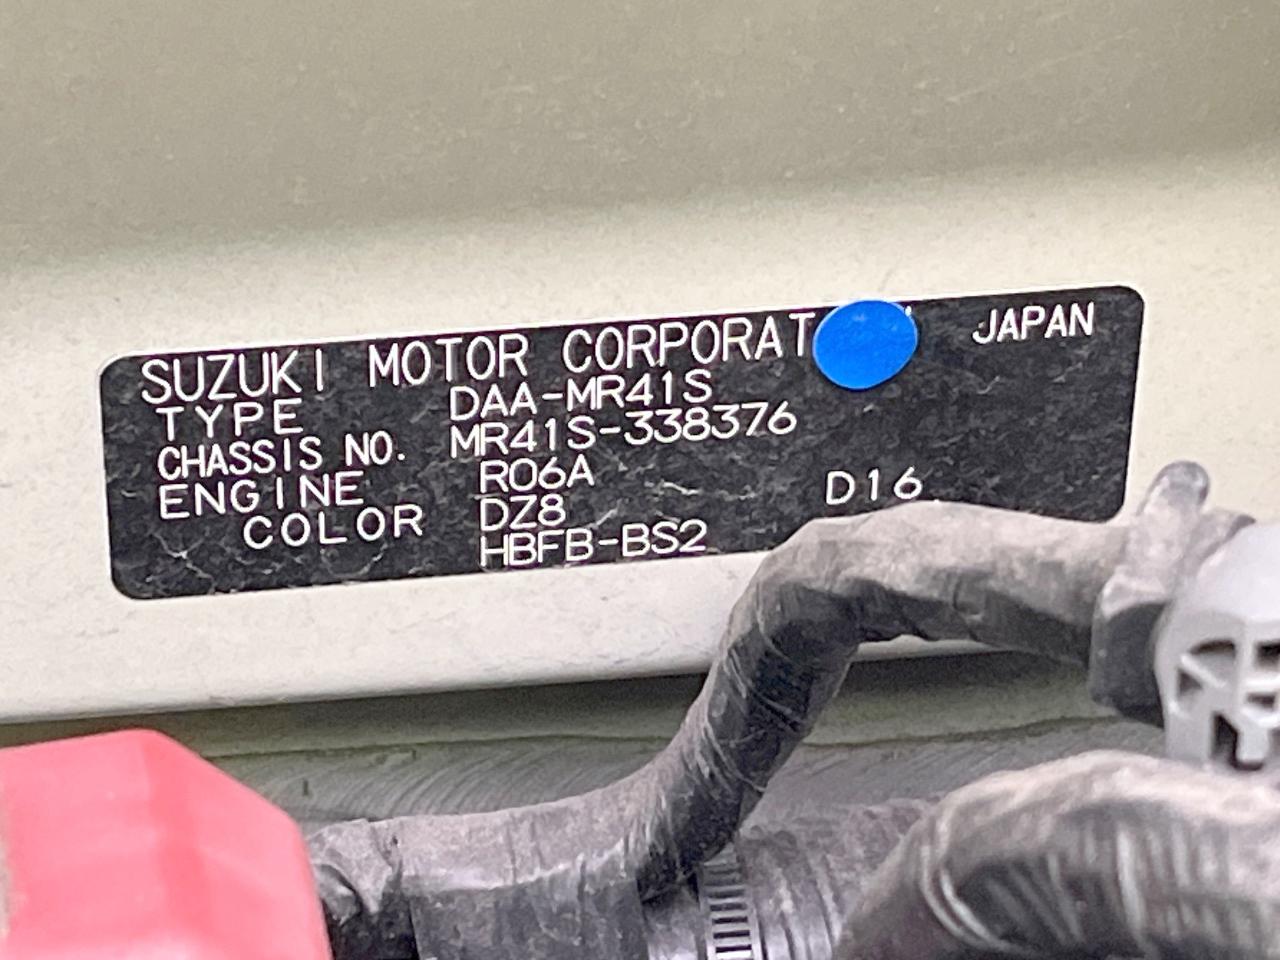 SUZUKI MOTOR CORPORAT JAPAN
TYPE DAA-MR41S
CHASSIS NO. MR41S-338376
ENGINE R06A D16
COLOR DZ8
HBFB-BS2